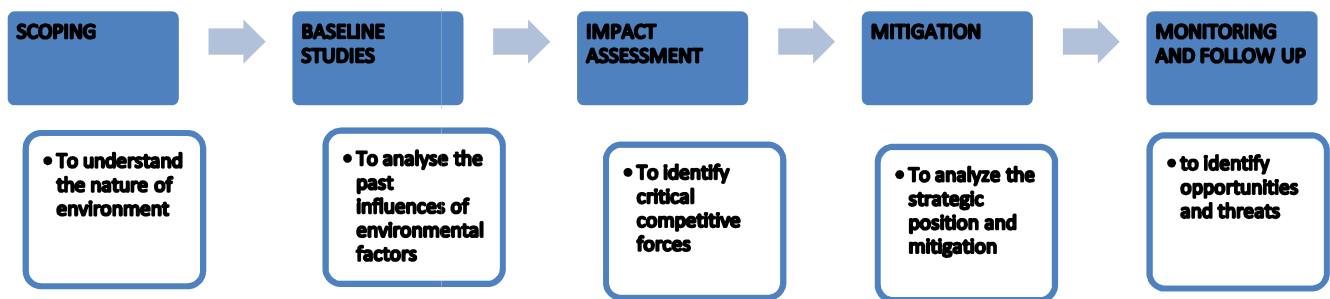 SCOPING
BASELINE
STUDIES
IMPACT
ASSESSMENT
MITIGATION
MONITORING
AND FOLLOW UP
• To understand
the nature of
environment
• To analyse the
past
influences of
environmental
factors
• To identify
critical
competitive
forces
• To analyze the
strategic
position and
mitigation
• to identify
opportunities
and threats